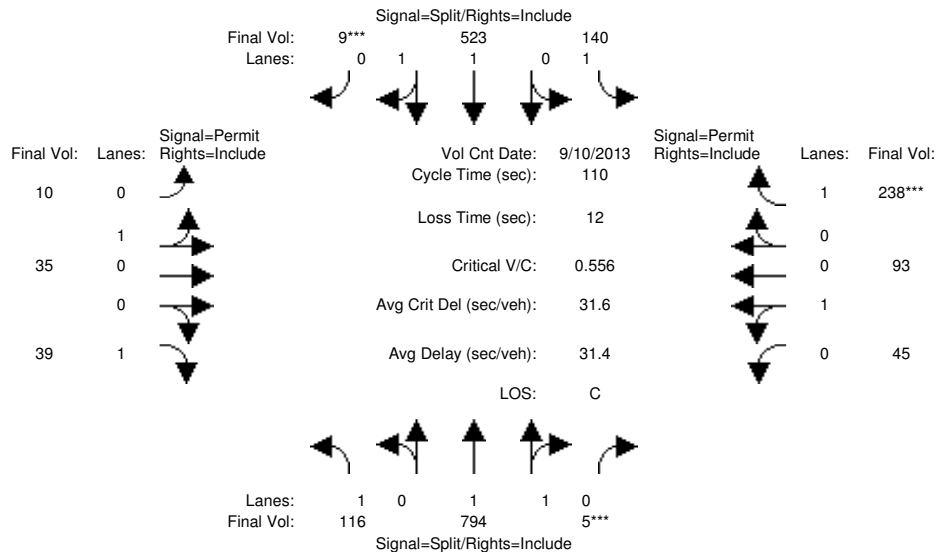 Signal=Split/Rights=Include
Final Vol: 9*** 523 140
Lanes: 0 1 1 0 1
Signal=Permit
Final Vol: Lanes: Rights=Include
Vol Cnt Date: 9/10/2013
Signal=Permit
Rights=Include Lanes: Final Vol:
Cycle Time (sec): 110
10 0
1 238***
Loss Time (sec): 12
1
0
35 0
Critical V/C: 0.556
0 93
0
Avg Crit Del (sec/veh): 31.6
1
39 1
Avg Delay (sec/veh): 31.4
0 45
LOS: C
Lanes: 1 0 1 1 0
Final Vol: 116 794 5***
Signal=Split/Rights=Include